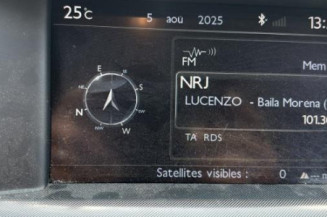 25°C 5 aou 2025 13:
FM Mem
NRJ
LUCENZO - Baila Morena (
101.30
TA RDS
E
S
N
W
Satellites visibles : 0